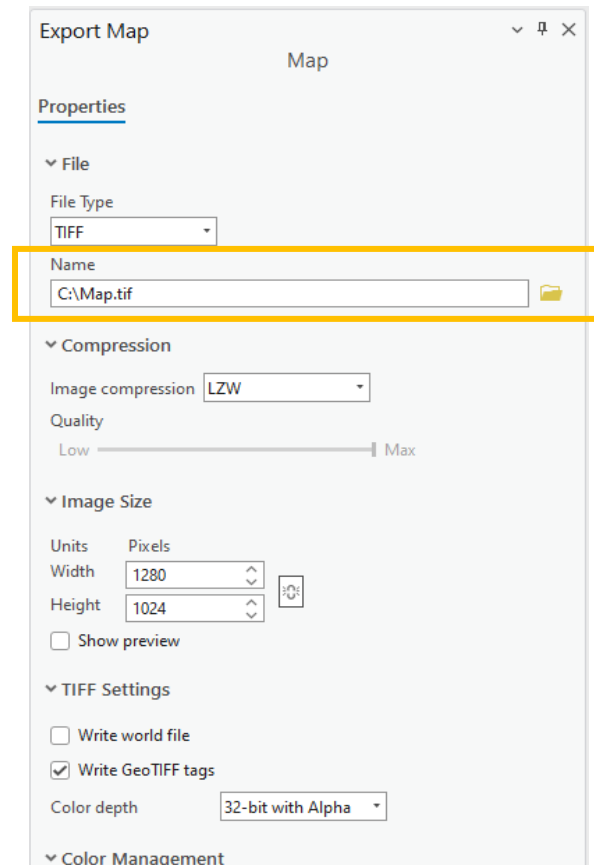 Export Map
Map
Properties
File
File Type
TIFF
Name
C:\Map.tif
Compression
Image compression LZW
Quality
Low Max
Image Size
Units Pixels
Width 1280
Height 1024
Show preview
TIFF Settings
Write world file
Write GeoTIFF tags
Color depth 32-bit with Alpha
Color Management